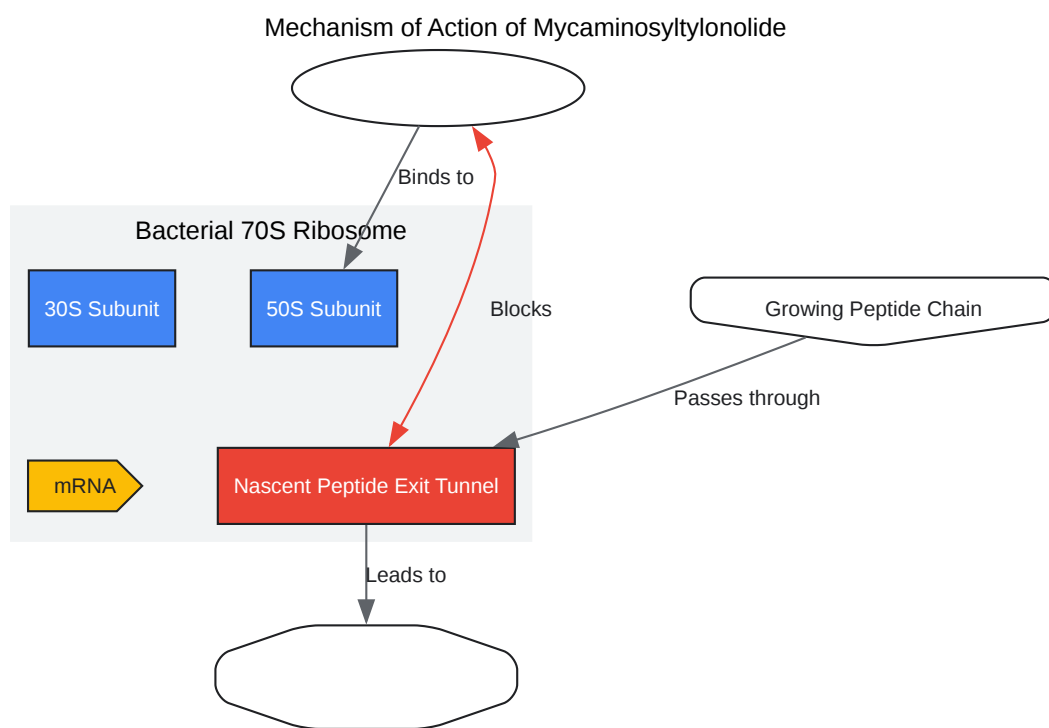 Mechanism of Action of Mycaminosyltylonolide
Binds to
Bacterial 70S Ribosome
30S Subunit
50S Subunit
Blocks
Growing Peptide Chain
Passes through
mRNA
Nascent Peptide Exit Tunnel
Leads to